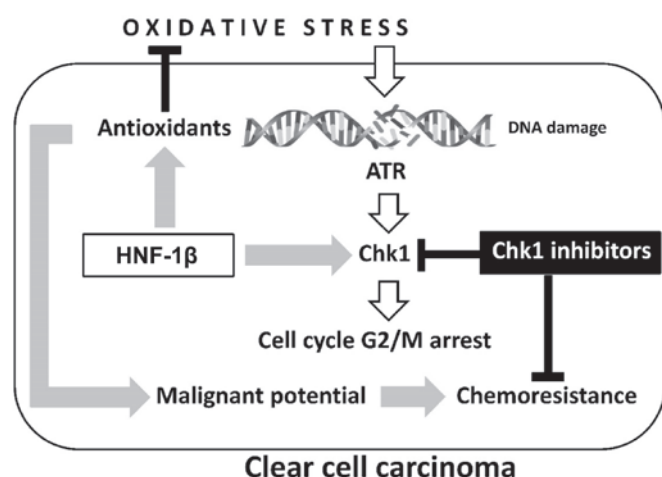 OXIDATIVE STRESS
Antioxidants
DNA damage
ATR
HNF-1β
Chk1
Chk1 inhibitors
Cell cycle G2/M arrest
Malignant potential
Chemoresistance
Clear cell carcinoma